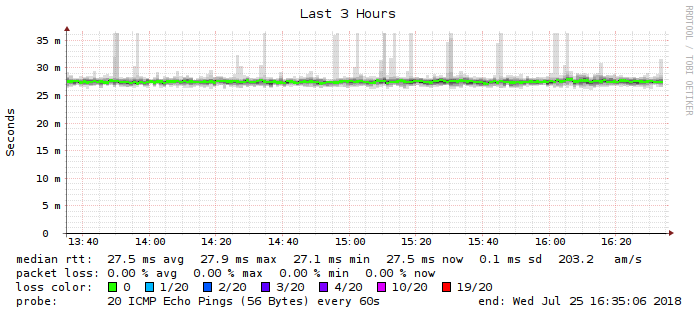 Last 3 Hours
RRDTOOL / TOBI OETIKER
Seconds
35 m
30 m
25 m
20 m
15 m
10 m
5 m
0
13:40 14:00 14:20 14:40 15:00 15:20 15:40 16:00 16:20
median rtt: 27.5 ms avg 27.9 ms max 27.1 ms min 27.5 ms now 0.1 ms sd 203.2 am/s
packet loss: 0.00 % avg 0.00 % max 0.00 % min 0.00 % now
loss color: 0 1/20 2/20 3/20 4/20 10/20 19/20
probe: 20 ICMP Echo Pings (56 Bytes) every 60s end: Wed Jul 25 16:35:06 2018